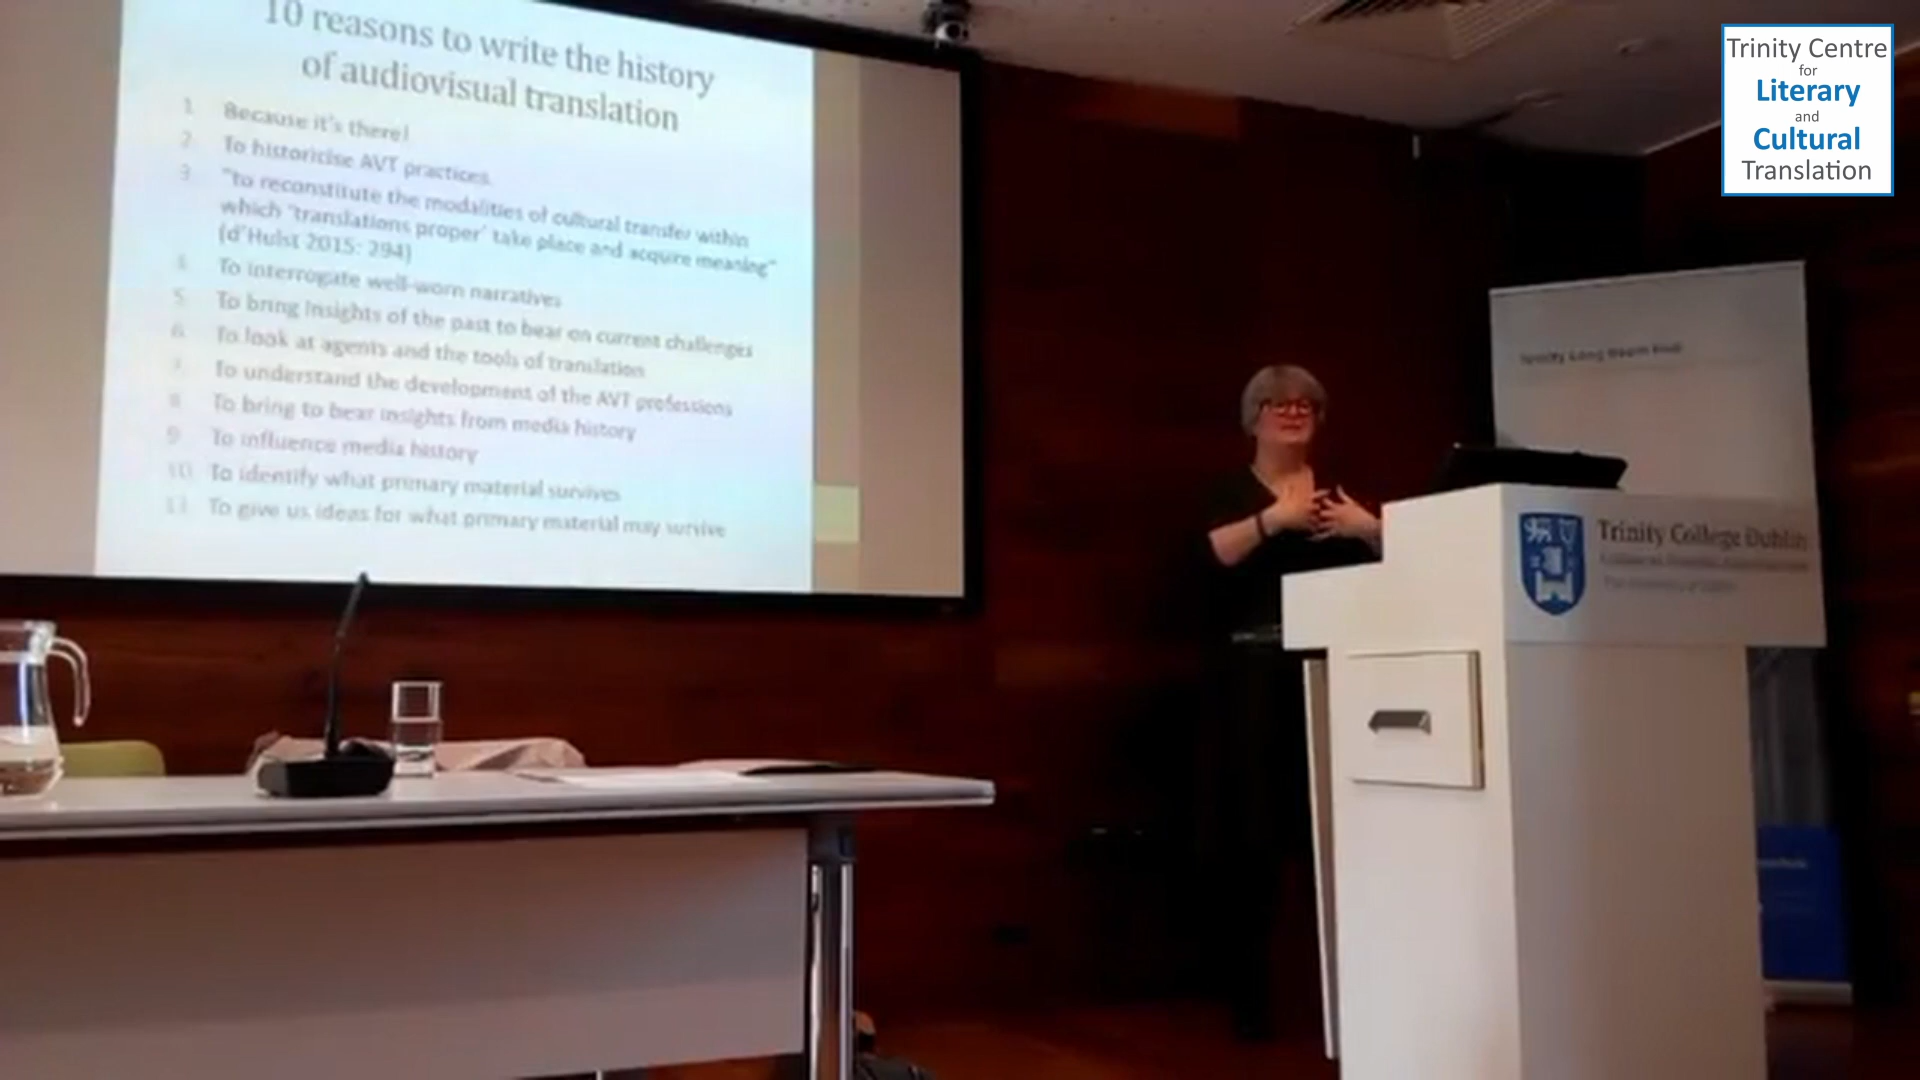 10 reasons to write the history
of audiovisual translation
1. Because it's there!
2. To historicise AVT practices.
3. "to reconstitute the modalities of cultural transfer within
which 'translations proper' take place and acquire meaning"
(d'Hulst 2015: 294)
4. To interrogate well-worn narratives
5. To bring insights of the past to bear on current challenges
6. To look at agents and the tools of translation
7. To understand the development of the AVT professions
8. To bring to bear insights from media history
9. To influence media history
10. To identify what primary material survives
11. To give us ideas for what primary material may survive
Trinity Centre
for
Literary
and
Cultural
Translation
Trinity Long Room Hub
Trinity College Dublin